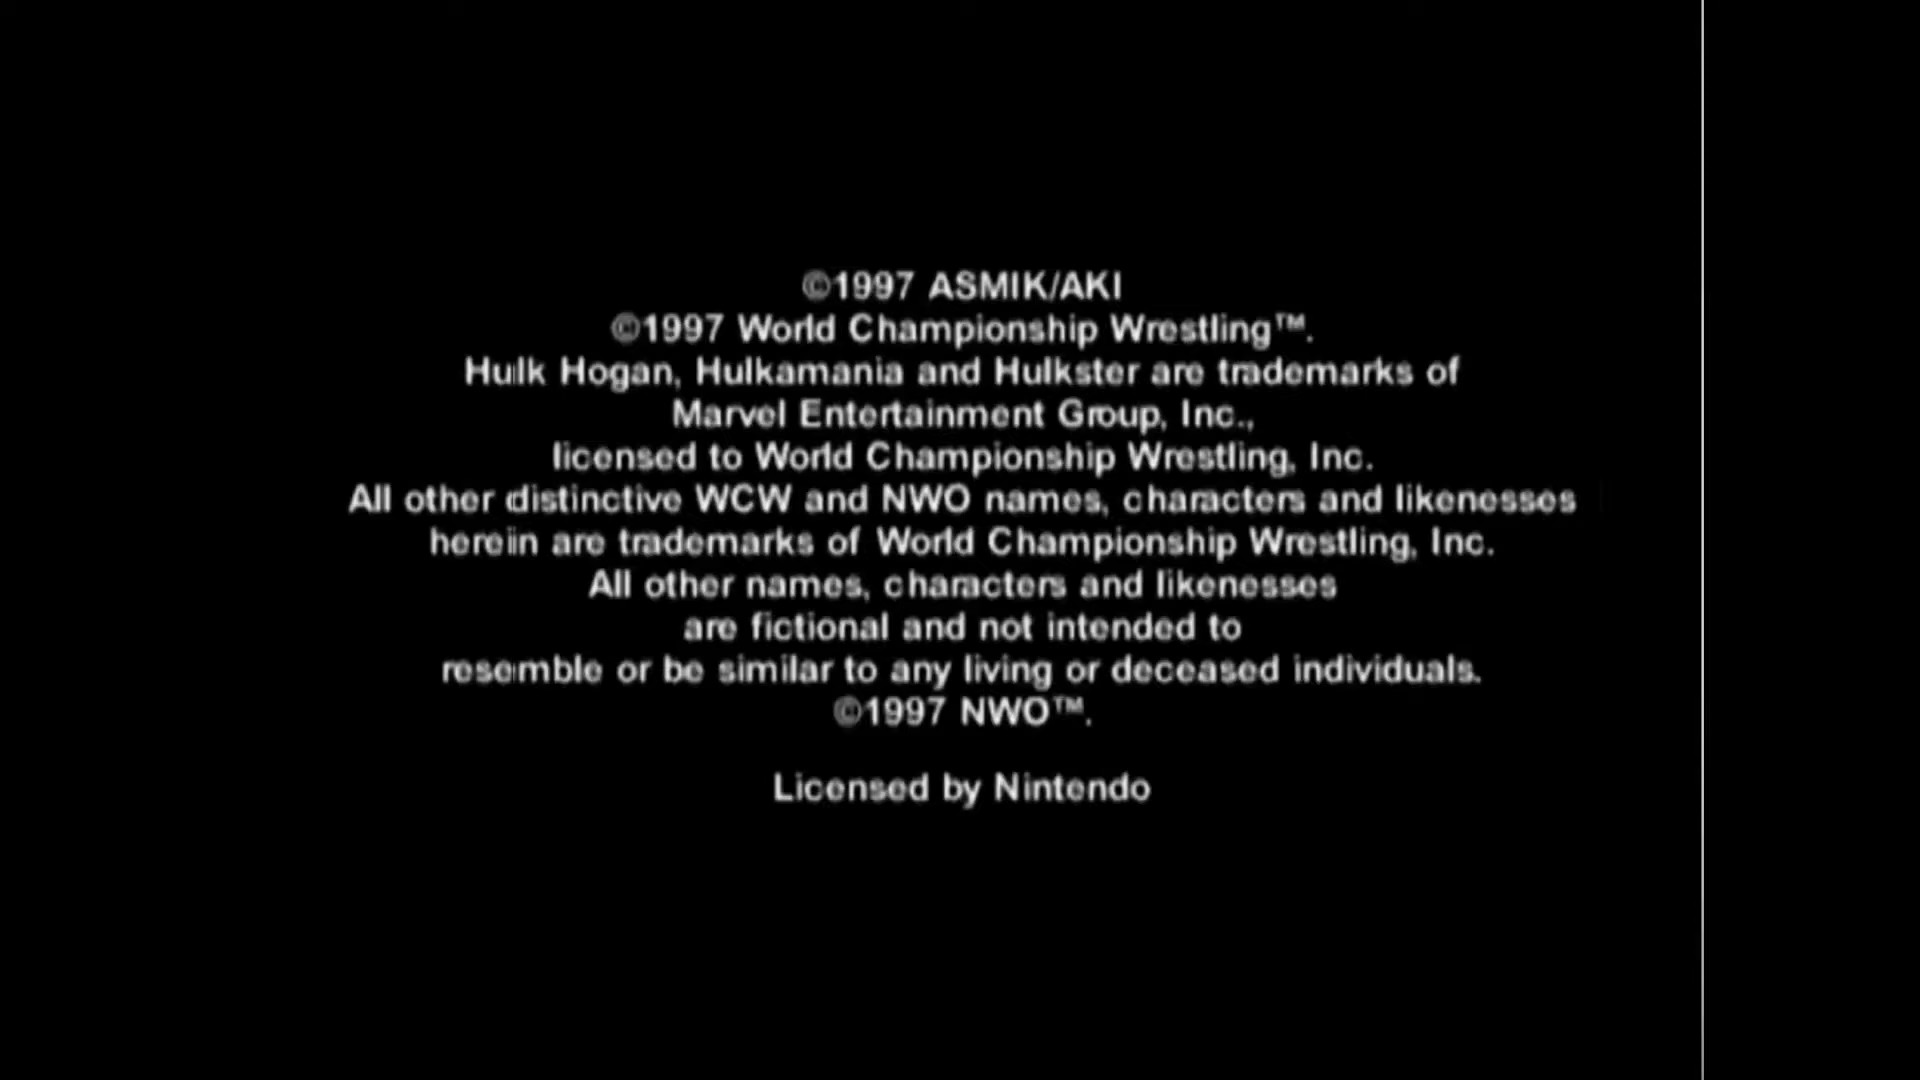 ©1997 ASMIK/AKI
©1997 World Championship Wrestling™.
Hulk Hogan, Hulkamania and Hulkster are trademarks of
Marvel Entertainment Group, Inc.,
licensed to World Championship Wrestling, Inc.
All other distinctive WCW and NWO names, characters and likenesses
herein are trademarks of World Championship Wrestling, Inc.
All other names, characters and likenesses
are fictional and not intended to
resemble or be similar to any living or deceased individuals.
©1997 NWO™.
Licensed by Nintendo